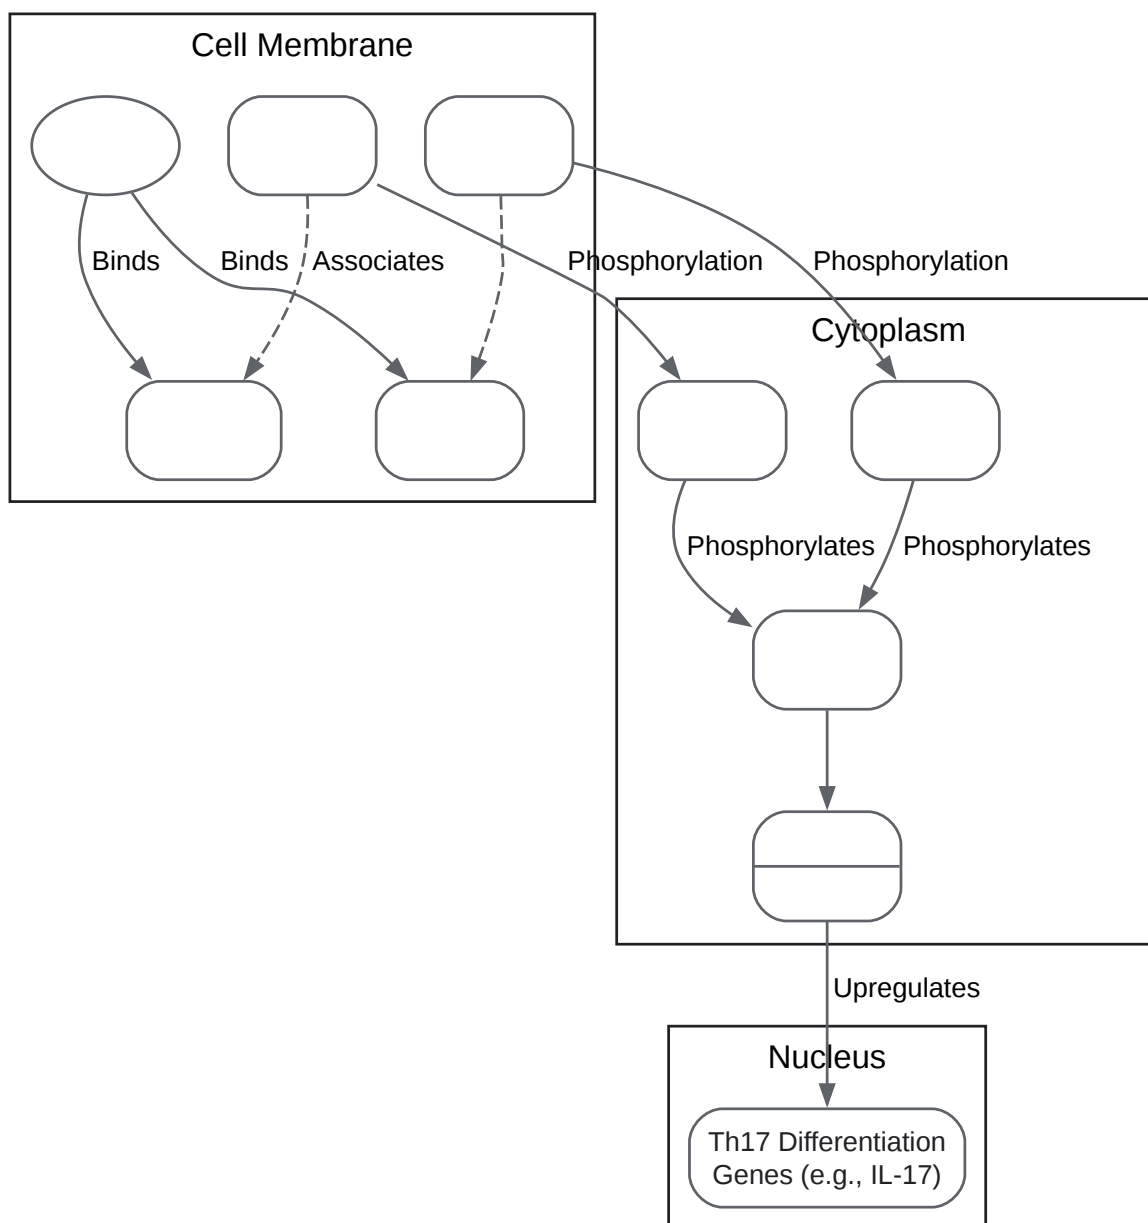 Cell Membrane
Binds
Binds
Associates
Phosphorylation
Phosphorylation
Cytoplasm
Phosphorylates
Phosphorylates
Upregulates
Nucleus
Th17 Differentiation
Genes (e.g., IL-17)